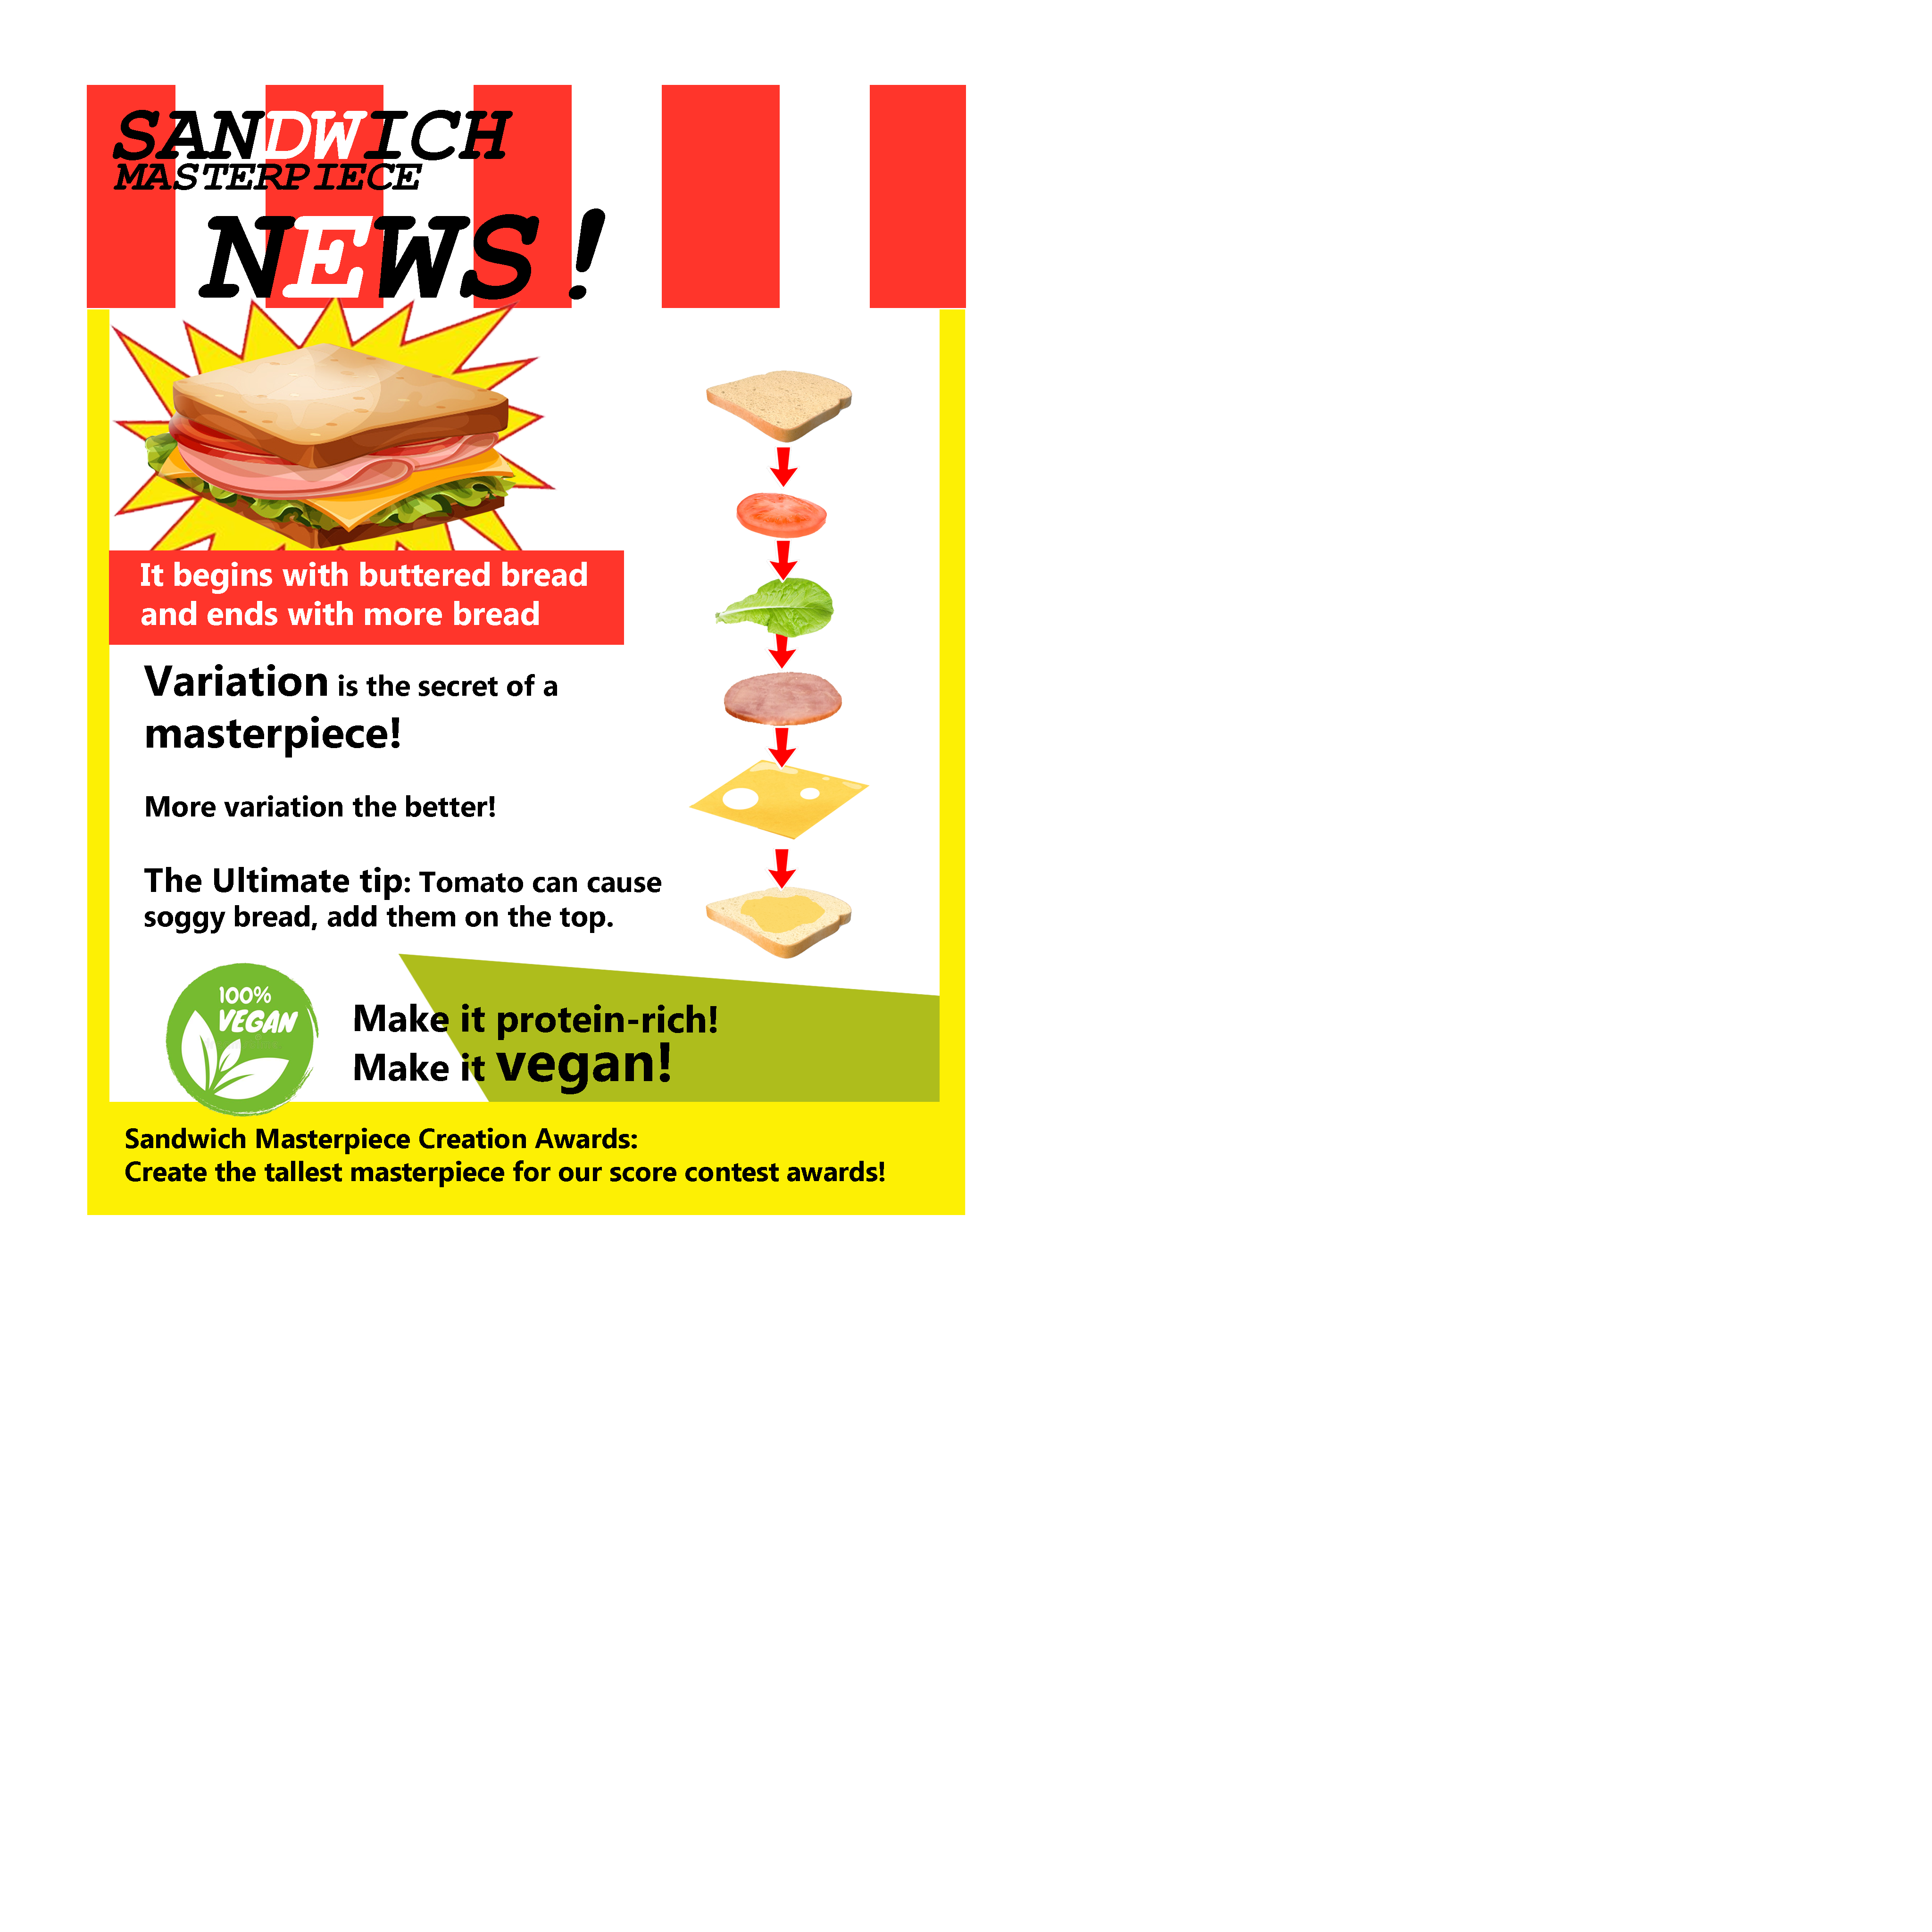 SANDWICH
MASTERPIECE
NEWS!
It begins with buttered bread
and ends with more bread
Variation is the secret of a
masterpiece!
More variation the better!
The Ultimate tip: Tomato can cause
soggy bread, add them on the top.
100%
VEGAN
Make it protein-rich!
Make it vegan!
Sandwich Masterpiece Creation Awards:
Create the tallest masterpiece for our score contest awards!